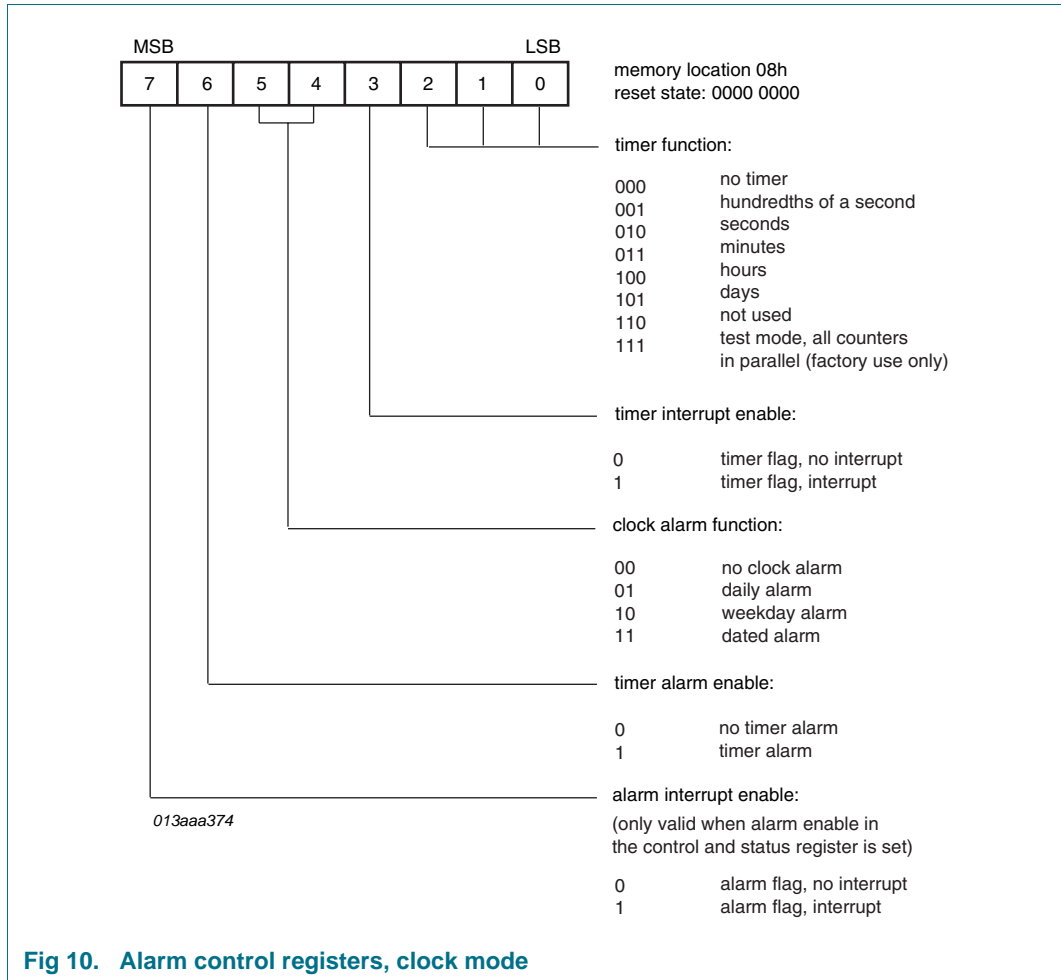 MSB LSB
7 6 5 4 3 2 1 0
memory location 08h
reset state: 0000 0000
timer function:
000 no timer
001 hundredths of a second
010 seconds
011 minutes
100 hours
101 days
110 not used
111 test mode, all counters
in parallel (factory use only)
timer interrupt enable:
0 timer flag, no interrupt
1 timer flag, interrupt
clock alarm function:
00 no clock alarm
01 daily alarm
10 weekday alarm
11 dated alarm
timer alarm enable:
0 no timer alarm
1 timer alarm
alarm interrupt enable:
(only valid when alarm enable in
the control and status register is set)
0 alarm flag, no interrupt
1 alarm flag, interrupt
013aaa374
Fig 10. Alarm control registers, clock mode